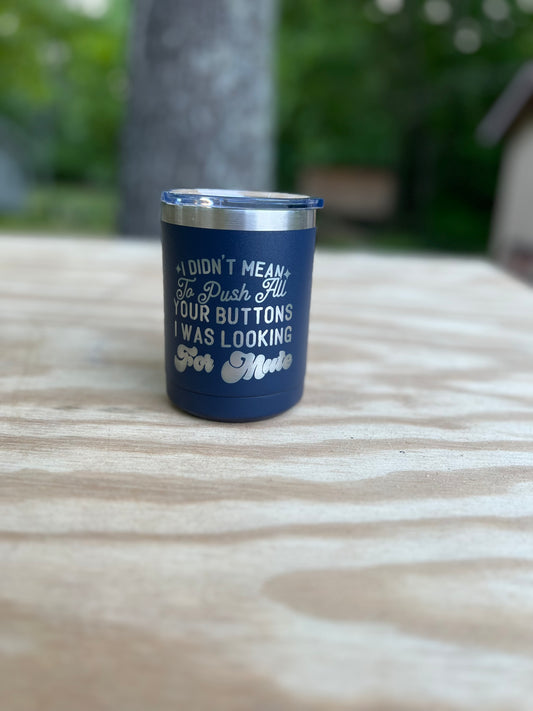 I DIDN'T MEAN
To Push All
YOUR BUTTONS
I WAS LOOKING
For Mute